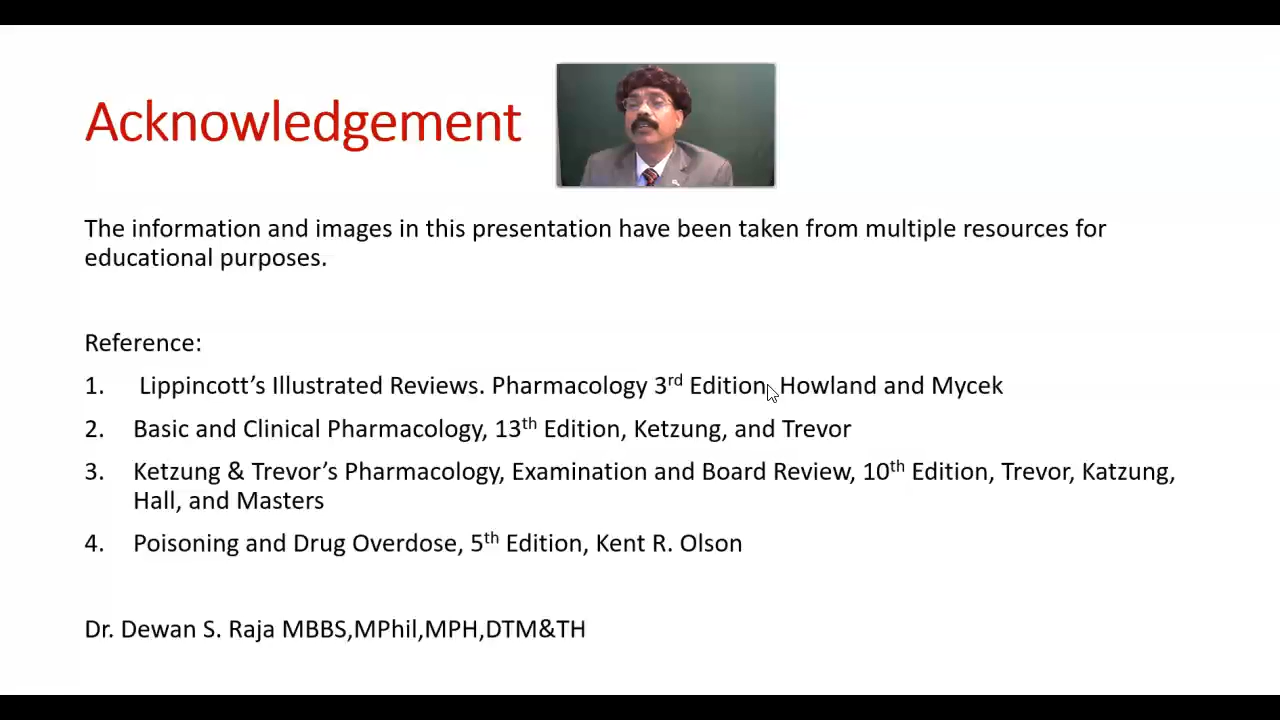 Acknowledgement
The information and images in this presentation have been taken from multiple resources for
educational purposes.
Reference:
1. Lippincott’s Illustrated Reviews. Pharmacology 3rd Edition, Howland and Mycek
2. Basic and Clinical Pharmacology, 13th Edition, Ketzung, and Trevor
3. Ketzung & Trevor’s Pharmacology, Examination and Board Review, 10th Edition, Trevor, Katzung,
Hall, and Masters
4. Poisoning and Drug Overdose, 5th Edition, Kent R. Olson
Dr. Dewan S. Raja MBBS,MPhil,MPH,DTM&TH